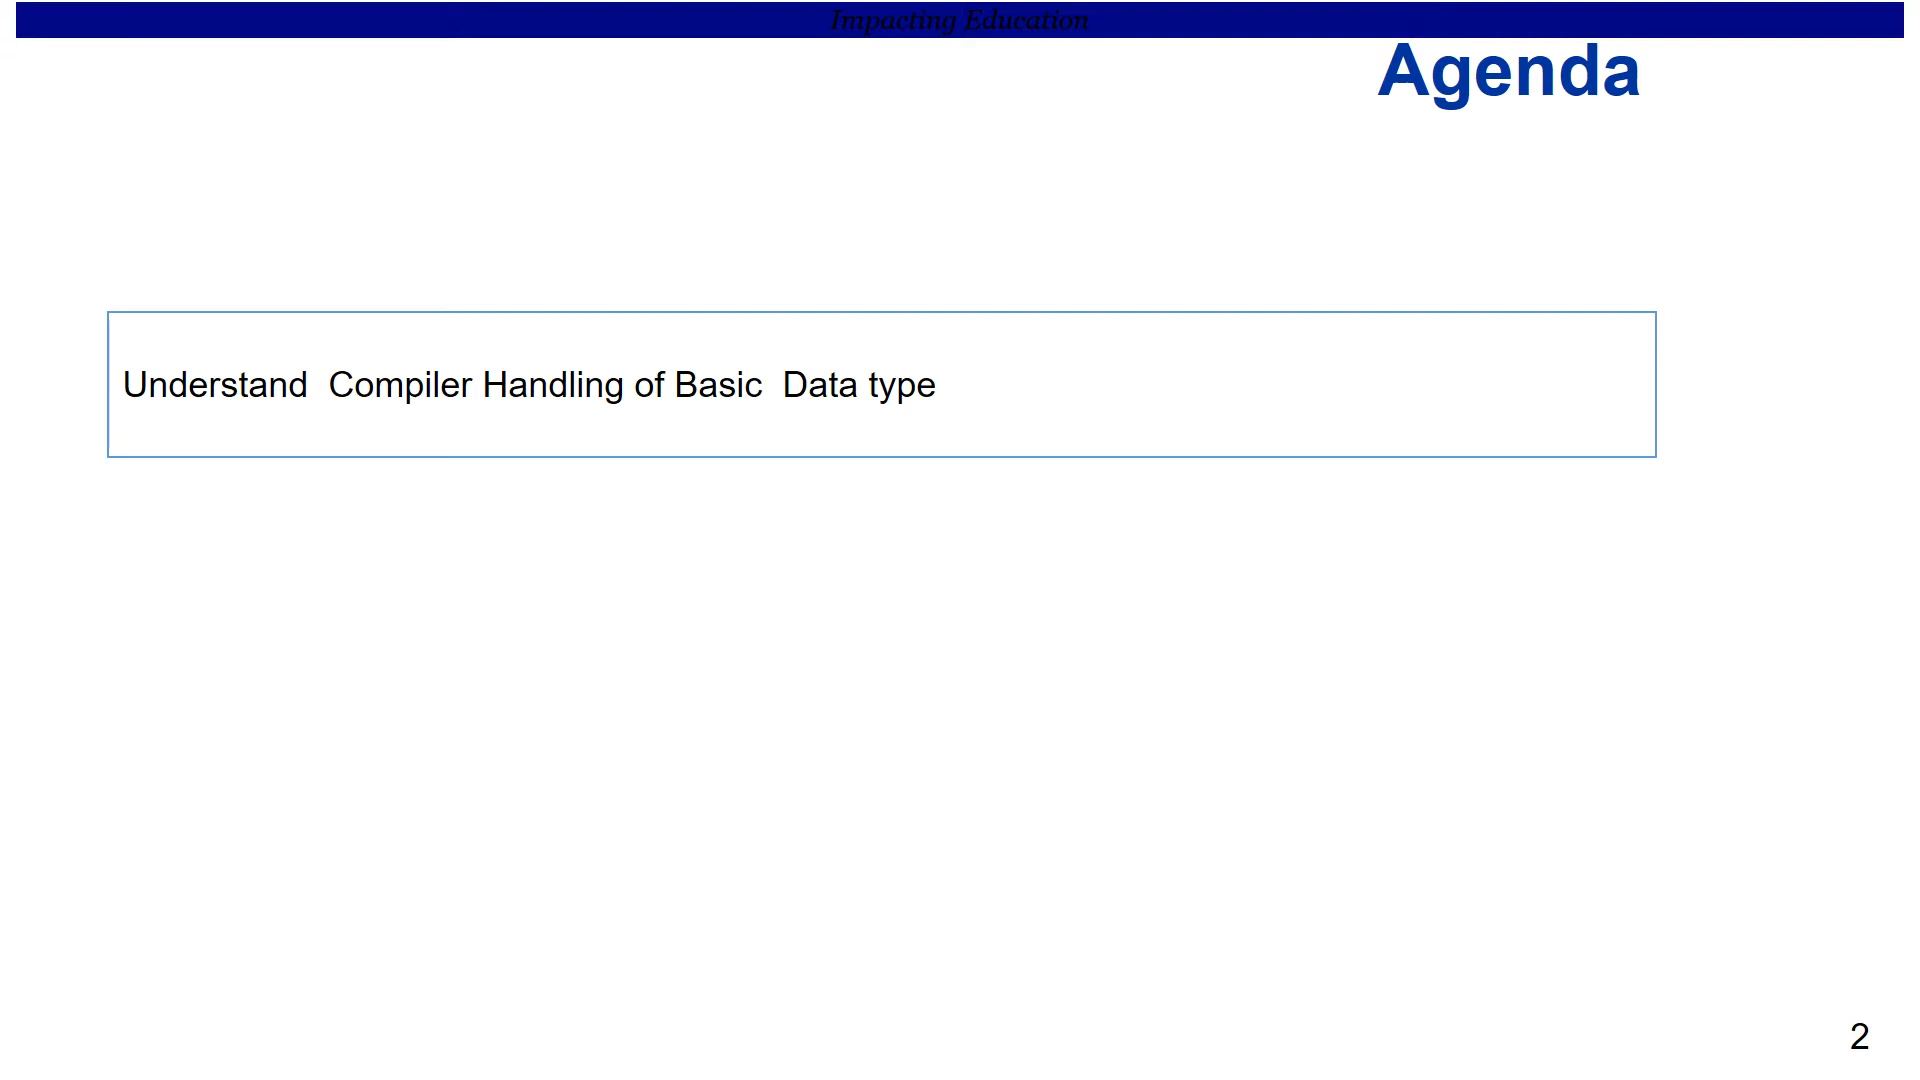 Impacting Education
Agenda
Understand  Compiler Handling of Basic  Data type
2